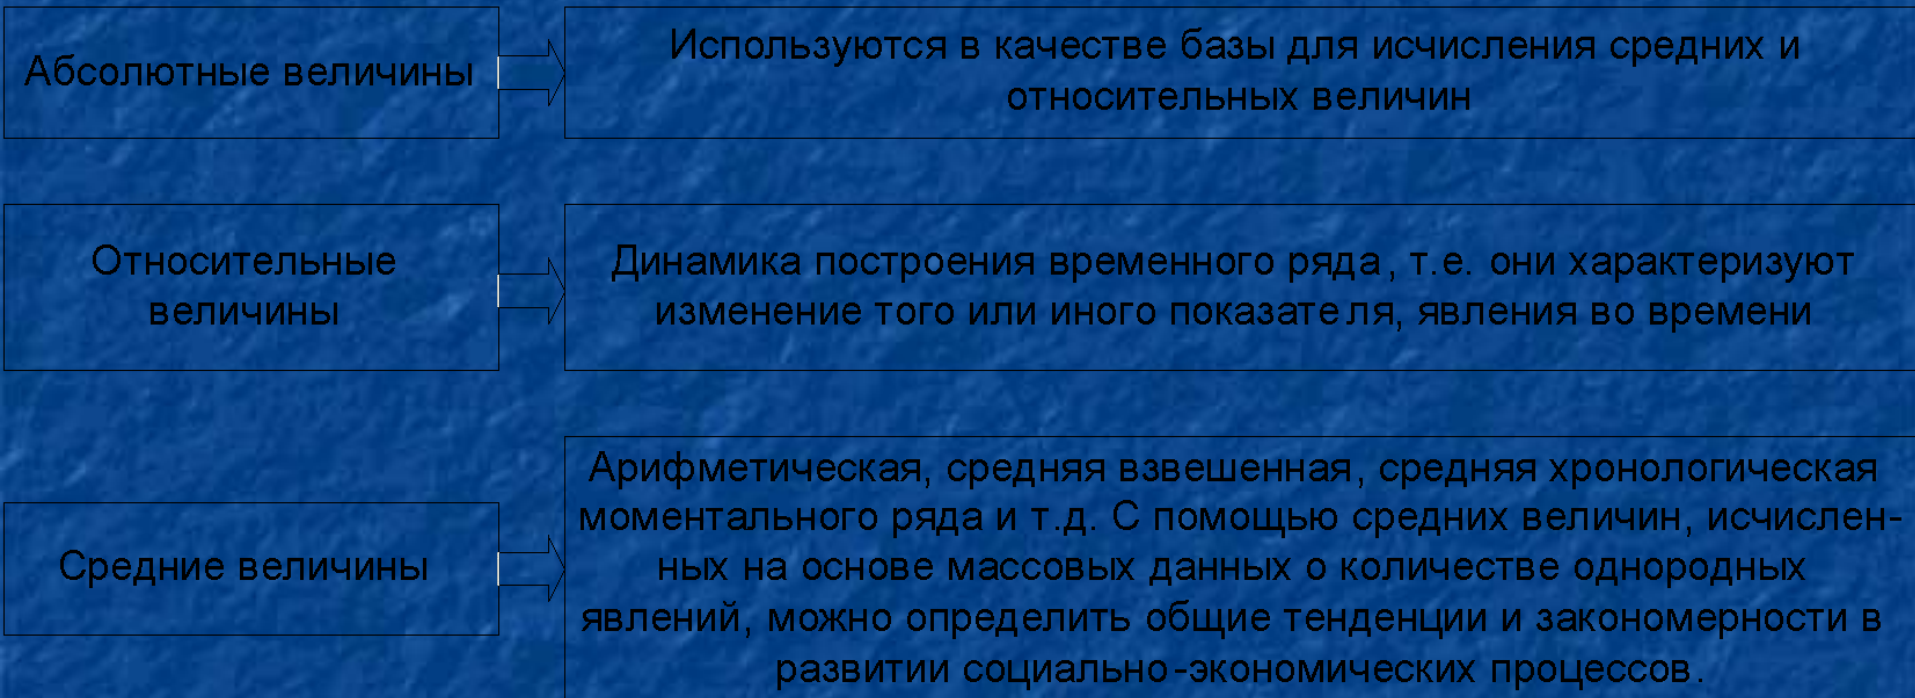 Абсолютные величины
Используются в качестве базы для исчисления средних и
относительных величин
Относительные
величины
Динамика построения временного ряда, т.е. они характеризуют
изменение того или иного показателя, явления во времени
Средние величины
Арифметическая, средняя взвешенная, средняя хронологическая
моментального ряда и т.д. С помощью средних величин, исчислен-
ных на основе массовых данных о количестве однородных
явлений, можно определить общие тенденции и закономерности в
развитии социально-экономических процессов.